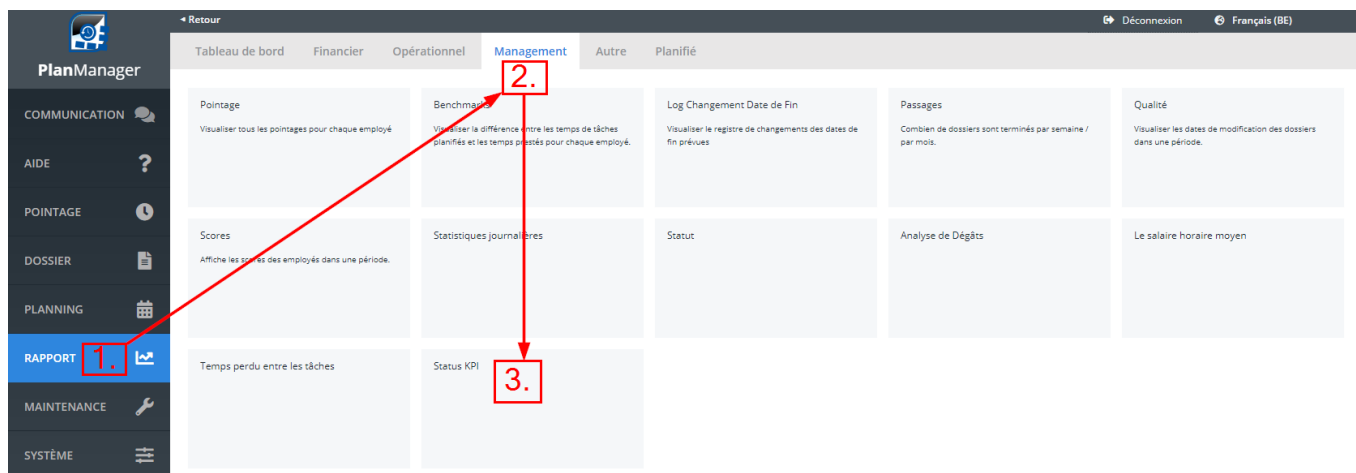 ◂ Retour
Déconnexion
Français (BE)
PlanManager
Tableau de bord
Financier
Opérationnel
Management
Autre
Planifié
2.
COMMUNICATION
AIDE
?
POINTAGE
DOSSIER
PLANNING
RAPPORT
1.
MAINTENANCE
SYSTÈME
Pointage
Visualiser tous les pointages pour chaque employé
Benchmarks
Visualiser la différence entre les temps de tâches
planifiés et les temps prestés pour chaque employé.
Log Changement Date de Fin
Visualiser le registre de changements des dates de
fin prévues
Passages
Combien de dossiers sont terminés par semaine /
par mois.
Qualité
Visualiser les dates de modification des dossiers
dans une période.
Scores
Affiche les scores des employés dans une période.
Statistiques journalières
Statut
Analyse de Dégâts
Le salaire horaire moyen
Temps perdu entre les tâches
Status KPI
3.